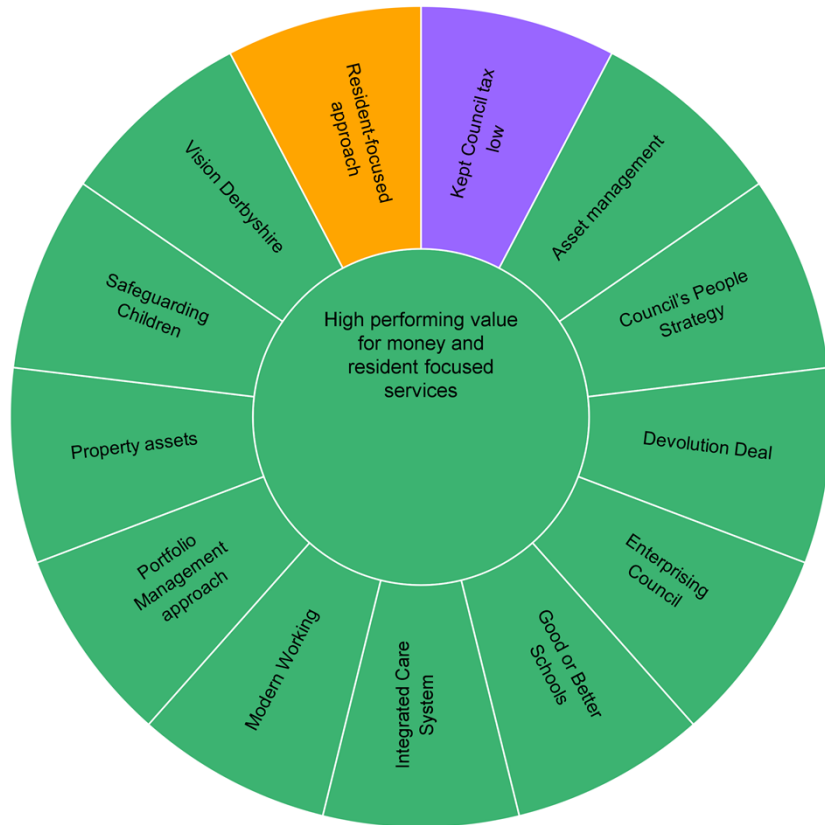 High performing value
for money and
resident focused
services
Kept Council tax
low
Asset management
Council's People
Strategy
Devolution Deal
Enterprising
Council
Good or Better
Schools
Integrated Care
System
Modern Working
Portfolio
Management
approach
Property assets
Safeguarding
Children
Vision Derbyshire
Resident-focused
approach